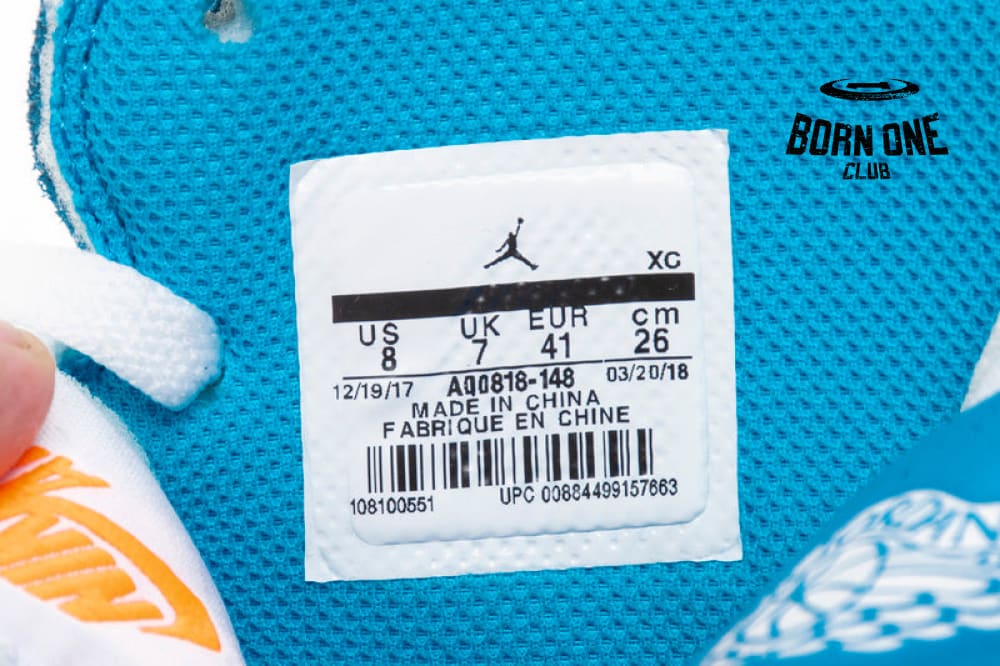 BORN ONE
CLUB
XC
US UK EUR cm
8 7 41 26
12/19/17 AQ0818-148 03/20/18
MADE IN CHINA
FABRIQUE EN CHINE
108100551 UPC 00884499157663